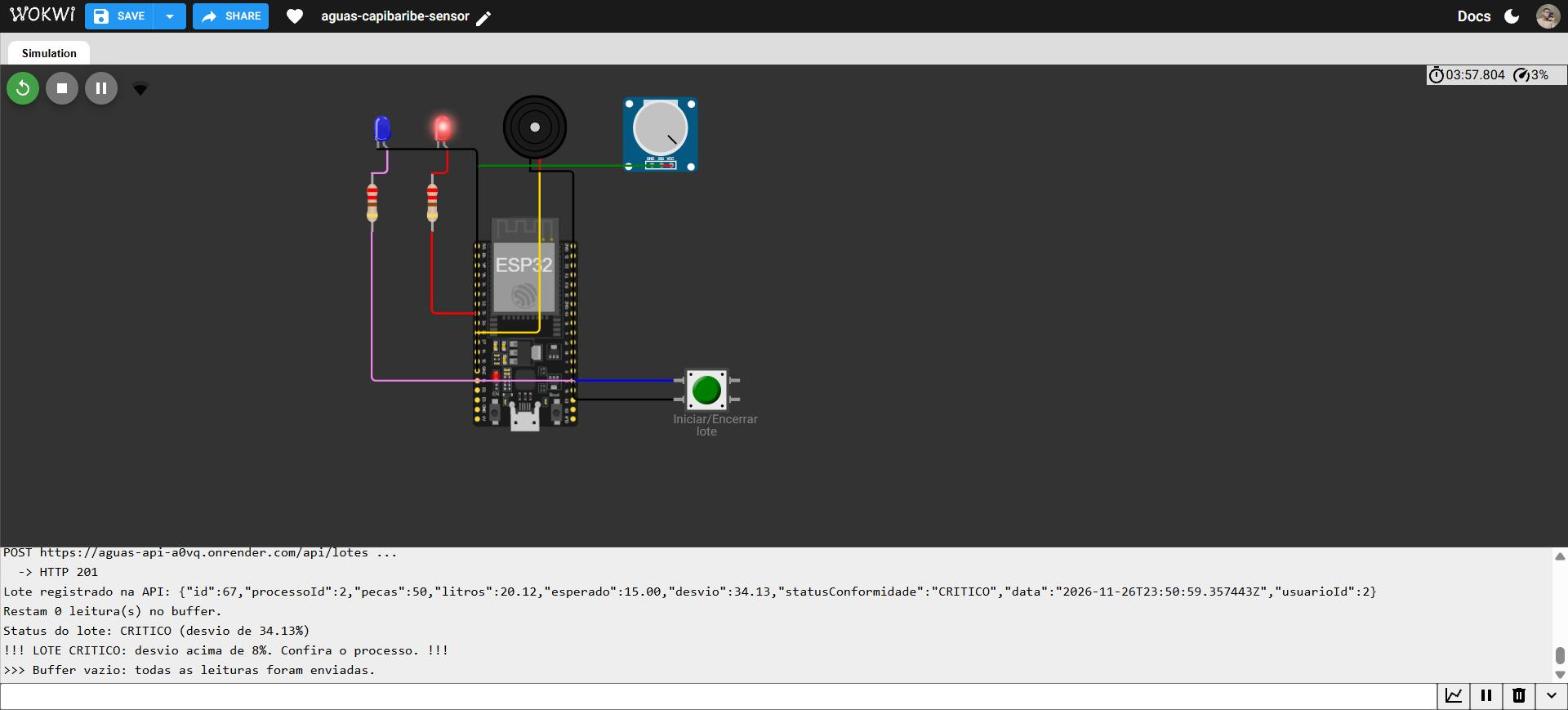 WOKWI SAVE SHARE aguas-capibaribe-sensor Docs
Simulation
03:57.804 3%
ESP32
Iniciar/Encerrar
lote
POST https://aguas-api-a0vq.onrender.com/api/lotes ...
-> HTTP 201
Lote registrado na API: {"id":67,"processoId":2,"pecas":50,"litros":20.12,"esperado":15.00,"desvio":34.13,"statusConformidade":"CRITICO","data":"2026-11-26T23:50:59.357443Z","usuarioId":2}
Restam 0 leitura(s) no buffer.
Status do lote: CRITICO (desvio de 34.13%)
!!! LOTE CRITICO: desvio acima de 8%. Confira o processo. !!!
>>> Buffer vazio: todas as leituras foram enviadas.